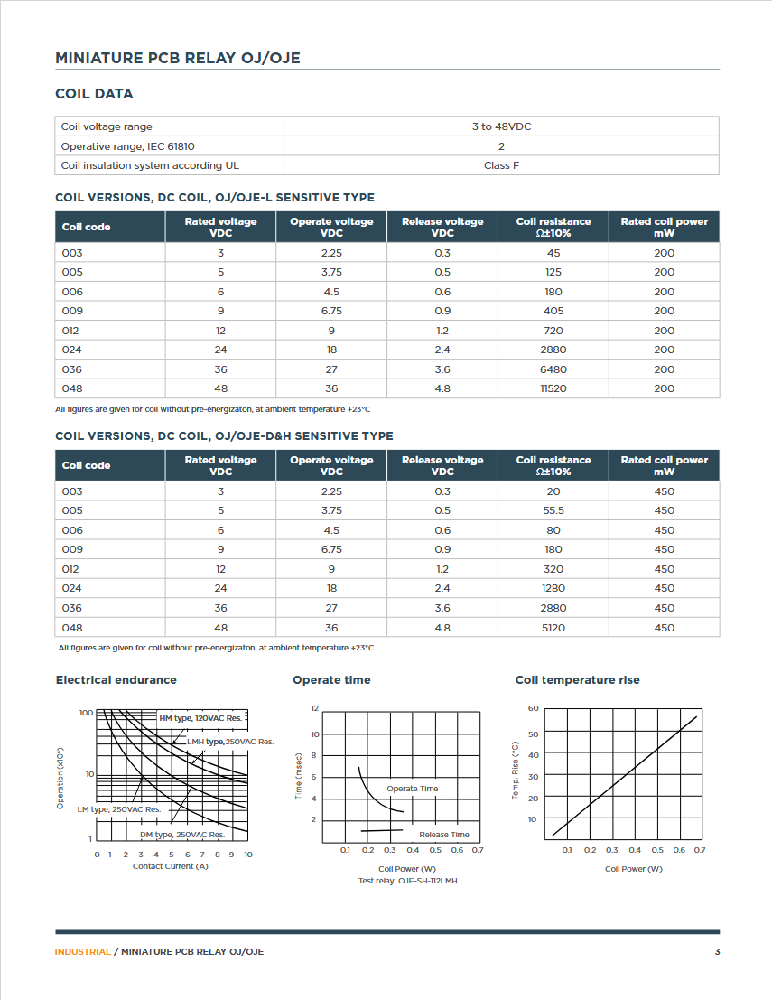 MINIATURE PCB RELAY OJ/OJE
COIL DATA
Coil voltage range 3 to 48VDC
Operative range, IEC 61810 2
Coil insulation system according UL Class F
COIL VERSIONS, DC COIL, OJ/OJE-L SENSITIVE TYPE
Coil code Rated voltage VDC Operate voltage VDC Release voltage VDC Coil resistance Ω±10% Rated coil power mW
003 3 2.25 0.3 45 200
005 5 3.75 0.5 125 200
006 6 4.5 0.6 180 200
009 9 6.75 0.9 405 200
012 12 9 1.2 720 200
024 24 18 2.4 2880 200
036 36 27 3.6 6480 200
048 48 36 4.8 11520 200
All figures are given for coil without pre-energizaton, at ambient temperature +23°C
COIL VERSIONS, DC COIL, OJ/OJE-D&H SENSITIVE TYPE
Coil code Rated voltage VDC Operate voltage VDC Release voltage VDC Coil resistance Ω±10% Rated coil power mW
003 3 2.25 0.3 20 450
005 5 3.75 0.5 55.5 450
006 6 4.5 0.6 80 450
009 9 6.75 0.9 180 450
012 12 9 1.2 320 450
024 24 18 2.4 1280 450
036 36 27 3.6 2880 450
048 48 36 4.8 5120 450
All figures are given for coil without pre-energizaton, at ambient temperature +23°C
Electrical endurance
100
10
1
Operation (x10⁴)
HM type, 120VAC Res.
LMH type, 250VAC Res.
LM type, 250VAC Res.
DM type, 250VAC Res.
0 1 2 3 4 5 6 7 8 9 10
Contact Current (A)
Operate time
12
10
8
6
4
2
Time (msec)
Operate Time
Release Time
0.1 0.2 0.3 0.4 0.5 0.6 0.7
Coil Power (W)
Test relay: OJE-SH-112LMH
Coil temperature rise
60
50
40
30
20
10
Temp. Rise (°C)
0.1 0.2 0.3 0.4 0.5 0.6 0.7
Coil Power (W)
INDUSTRIAL / MINIATURE PCB RELAY OJ/OJE 3